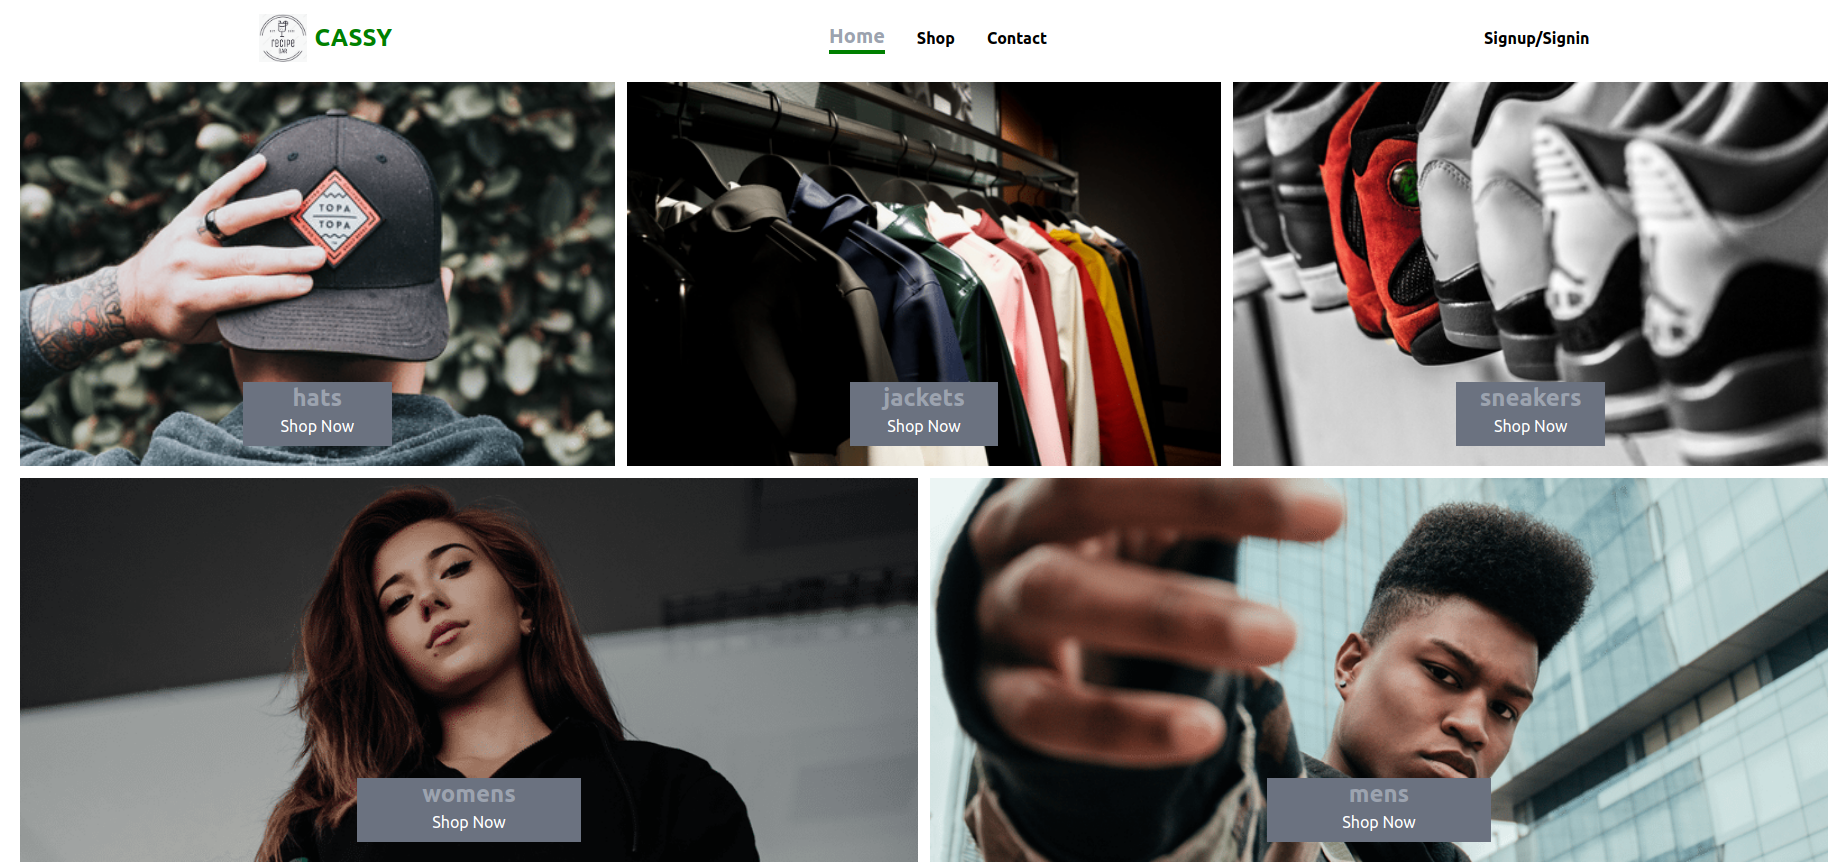 recipe
BAR
CASSY
Home
Shop
Contact
Signup/Signin
TOPA
TOPA
hats
Shop Now
jackets
Shop Now
sneakers
Shop Now
womens
Shop Now
mens
Shop Now